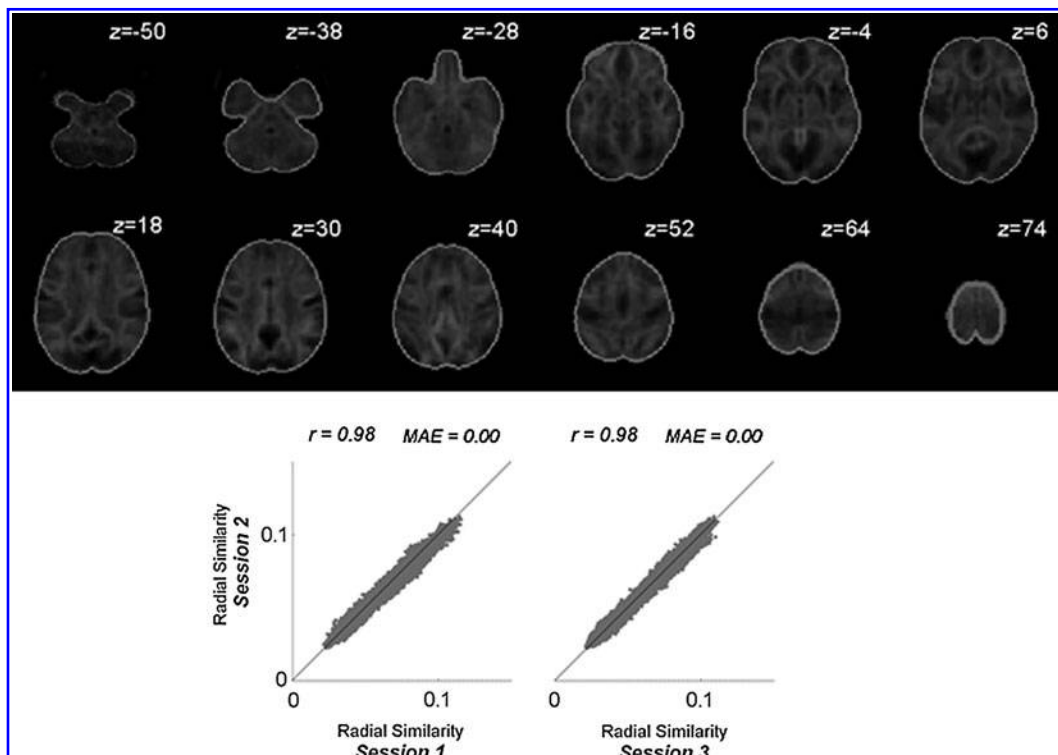 z=-50 z=-38 z=-28 z=-16 z=-4 z=6
z=18 z=30 z=40 z=52 z=64 z=74
r = 0.98 MAE = 0.00 r = 0.98 MAE = 0.00
Radial Similarity
Session 2
0.1
0
0 0.1 0 0.1
Radial Similarity Radial Similarity
Session 1 Session 3